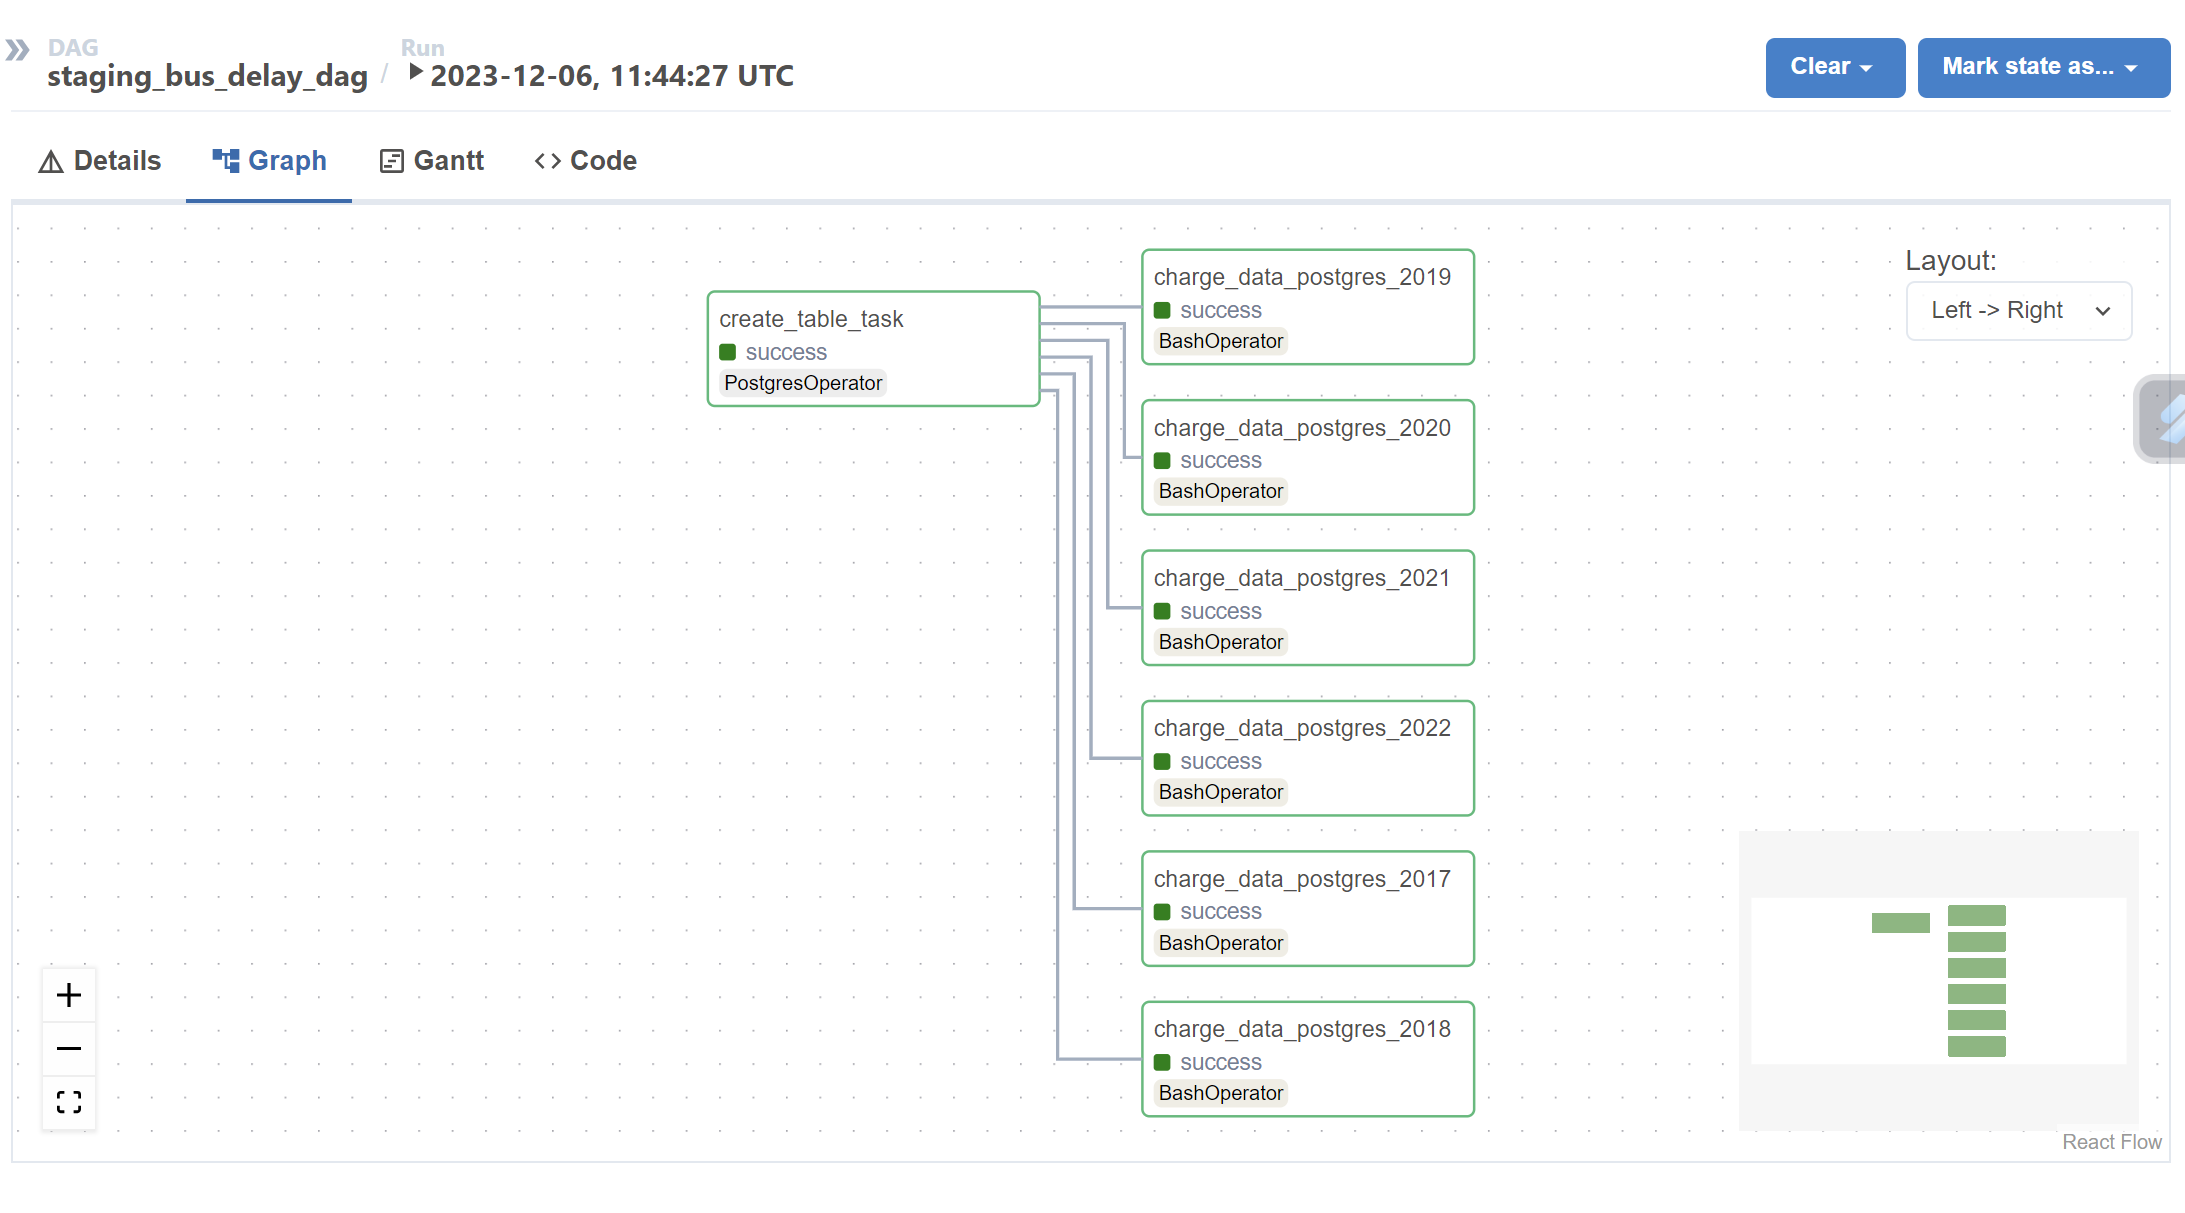 DAG
staging_bus_delay_dag
/
Run
2023-12-06, 11:44:27 UTC
Clear
Mark state as...
Details
Graph
Gantt
Code
Layout:
Left -> Right
create_table_task
success
PostgresOperator
charge_data_postgres_2019
success
BashOperator
charge_data_postgres_2020
success
BashOperator
charge_data_postgres_2021
success
BashOperator
charge_data_postgres_2022
success
BashOperator
charge_data_postgres_2017
success
BashOperator
charge_data_postgres_2018
success
BashOperator
React Flow